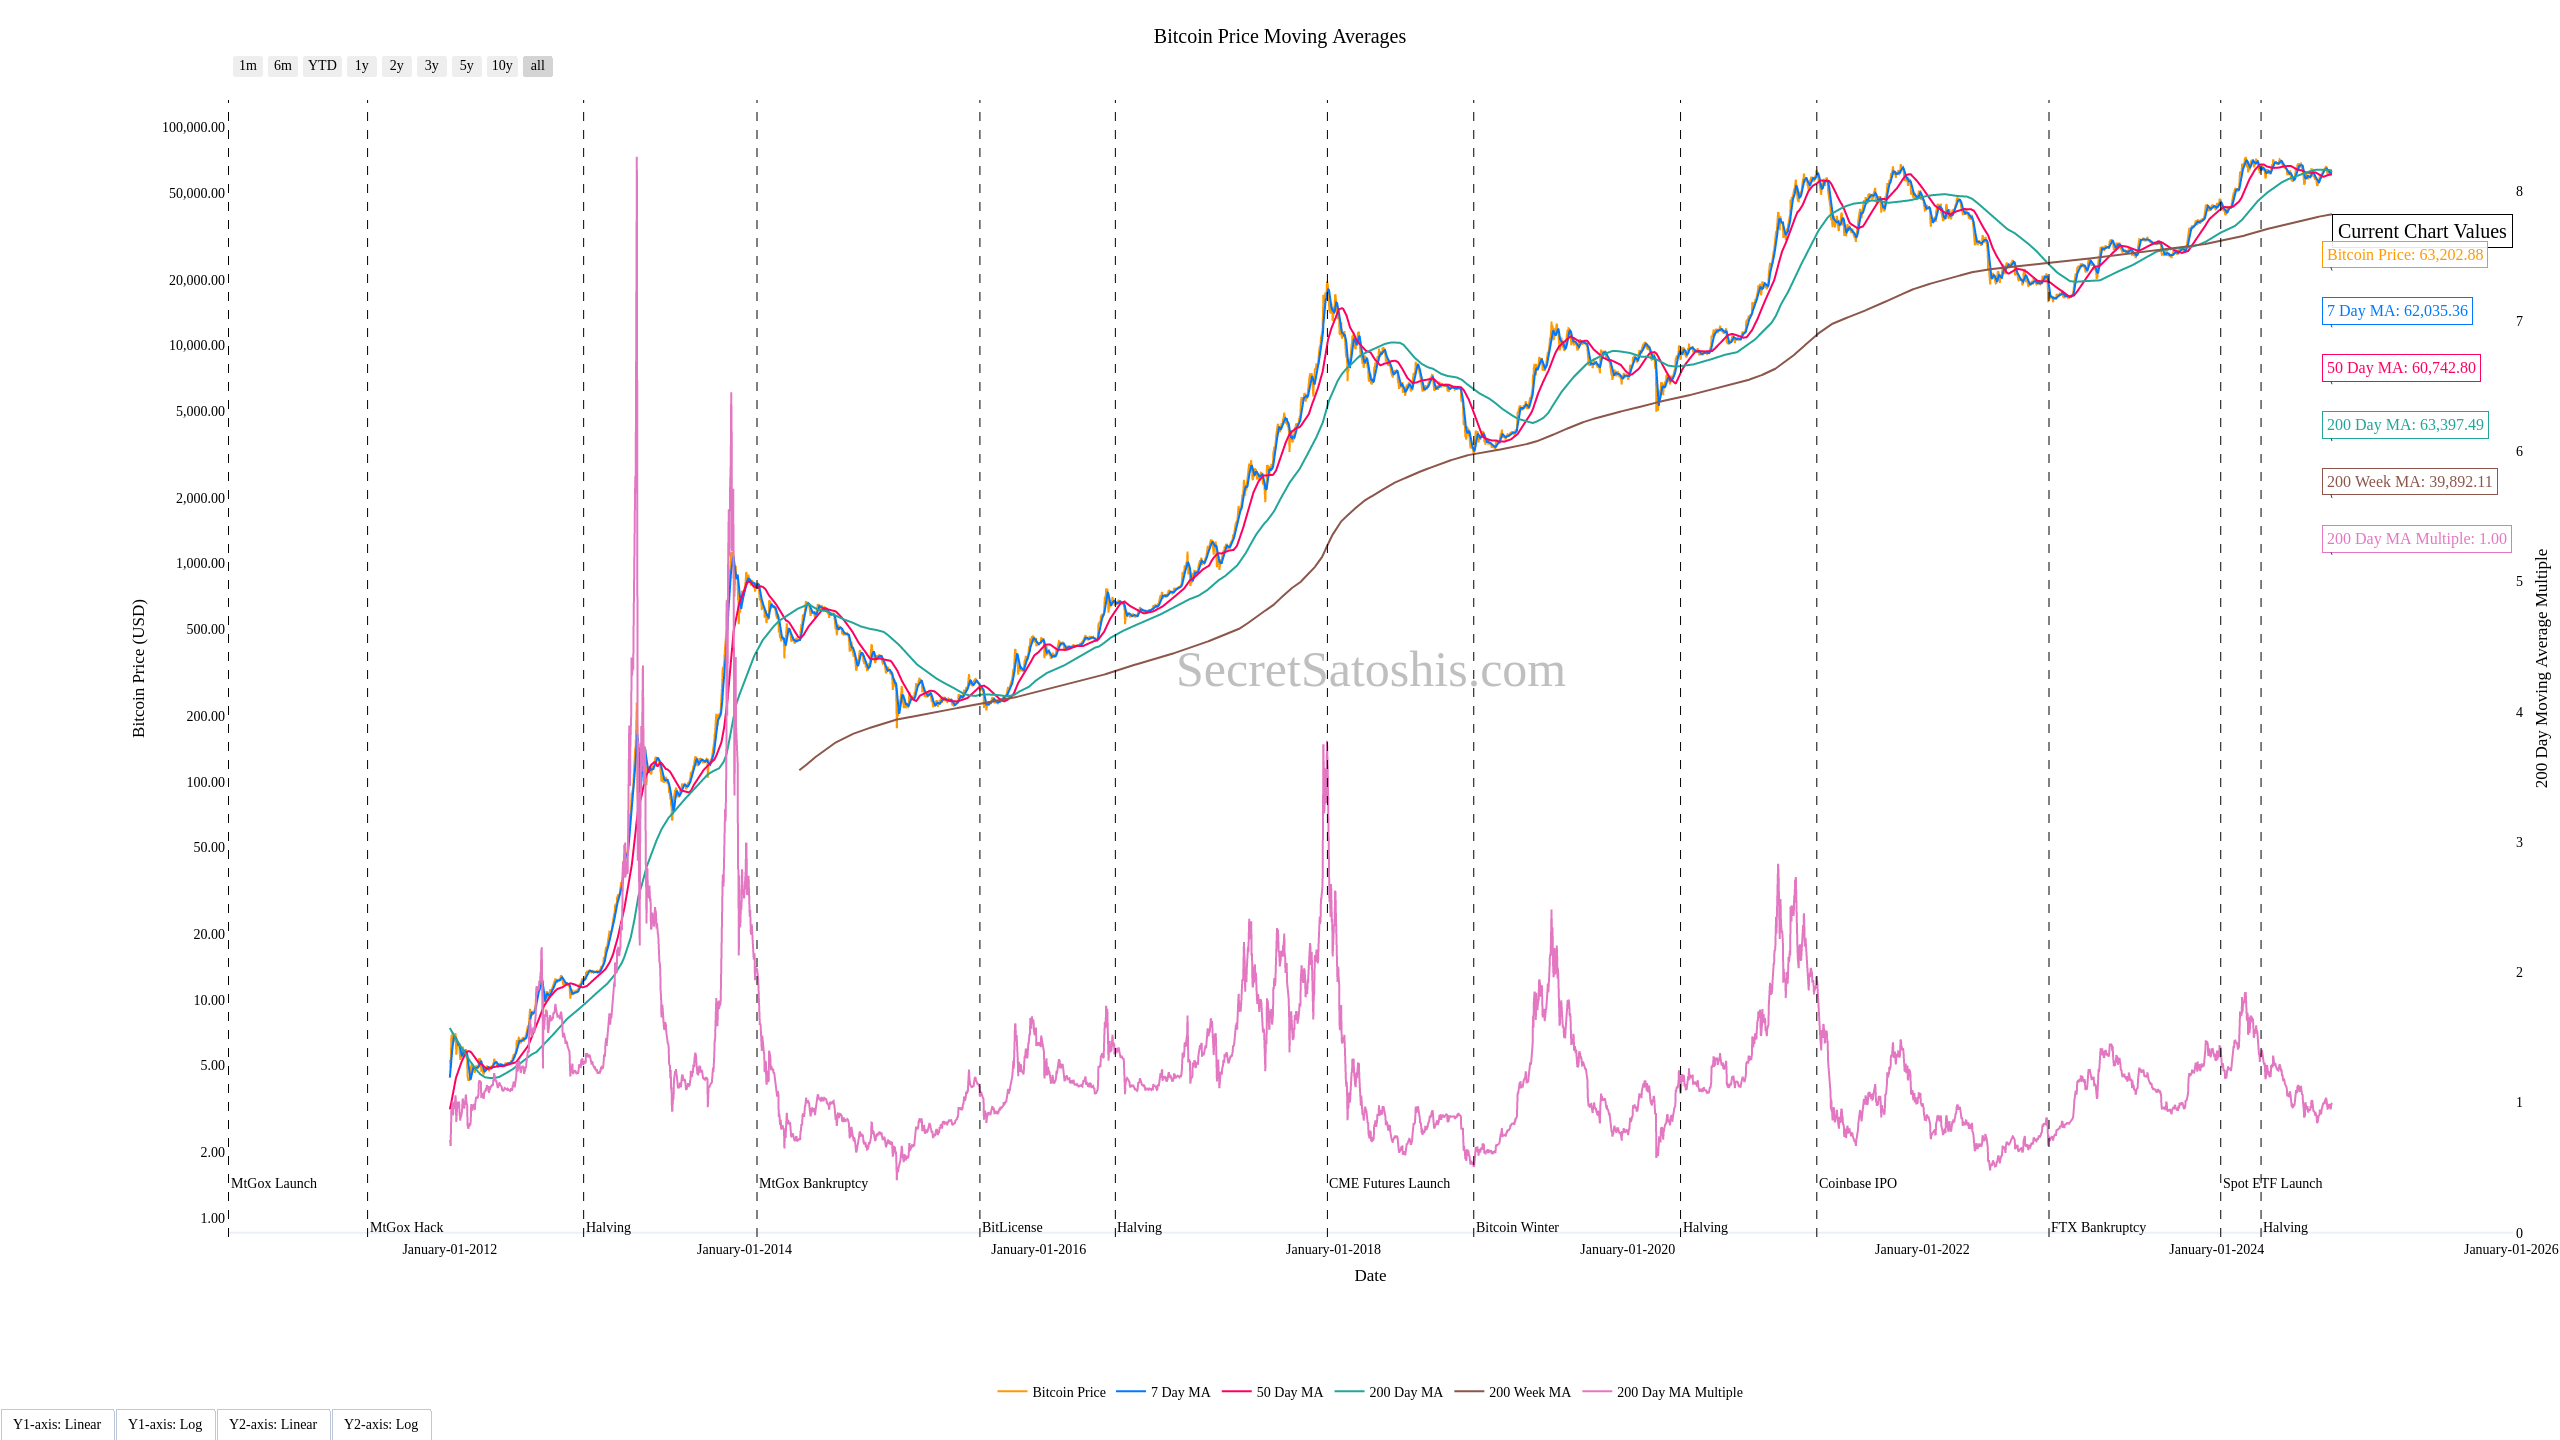 Bitcoin Price Moving Averages
1m 6m YTD 1y 2y 3y 5y 10y all
100,000.00
50,000.00
20,000.00
10,000.00
5,000.00
2,000.00
1,000.00
500.00
200.00
100.00
50.00
20.00
10.00
5.00
2.00
1.00
Bitcoin Price (USD)
8
7
6
5
4
3
2
1
0
200 Day Moving Average Multiple
Current Chart Values
Bitcoin Price: 63,202.88
7 Day MA: 62,035.36
50 Day MA: 60,742.80
200 Day MA: 63,397.49
200 Week MA: 39,892.11
200 Day MA Multiple: 1.00
SecretSatoshis.com
MtGox Launch
MtGox Bankruptcy
CME Futures Launch
Coinbase IPO
Spot ETF Launch
MtGox Hack
Halving
BitLicense
Halving
Bitcoin Winter
Halving
FTX Bankruptcy
Halving
January-01-2012
January-01-2014
January-01-2016
January-01-2018
January-01-2020
January-01-2022
January-01-2024
January-01-2026
Date
Bitcoin Price
7 Day MA
50 Day MA
200 Day MA
200 Week MA
200 Day MA Multiple
Y1-axis: Linear
Y1-axis: Log
Y2-axis: Linear
Y2-axis: Log